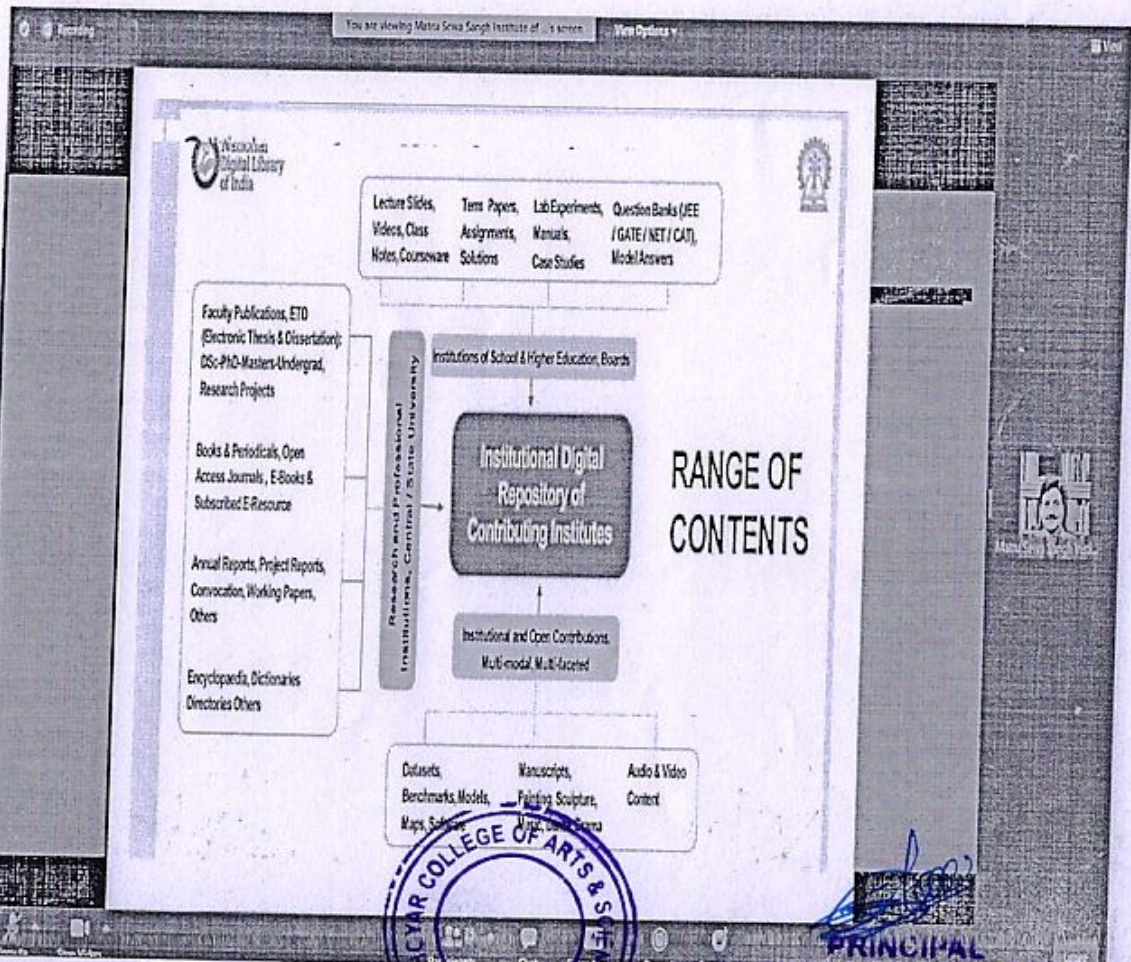 Recording
You are viewing Matru Sewa Sangh Institute of ...'s screen
View Options
View
Digital Library
of India
Lecture Slides,
Videos, Class
Notes, Courseware
Term Papers,
Assignments,
Solutions
Lab Experiments,
Manuals,
Case Studies
Question Banks (JEE
/ GATE / NET / CAT),
Model Answers
Faculty Publications, ETD
(Electronic Thesis & Dissertation):
DSc-PhD-Masters-Undergrad,
Research Projects
Books & Periodicals, Open
Access Journals , E-Books &
Subscribed E-Resource
Annual Reports, Project Reports,
Convocation, Working Papers,
Others
Encyclopaedia, Dictionaries
Directories Others
Research and Professional
Institutions, Central / State University
Institutions of School & Higher Education, Boards
Institutional Digital
Repository of
Contributing Institutes
RANGE OF
CONTENTS
Institutional and Open Contributions,
Multi-modal, Multi-faceted
Datasets,
Benchmarks, Models,
Maps, Software
Manuscripts,
Painting, Sculpture,
Audio & Video
Content
COLLEGE OF ARTS &
PRINCIPAL